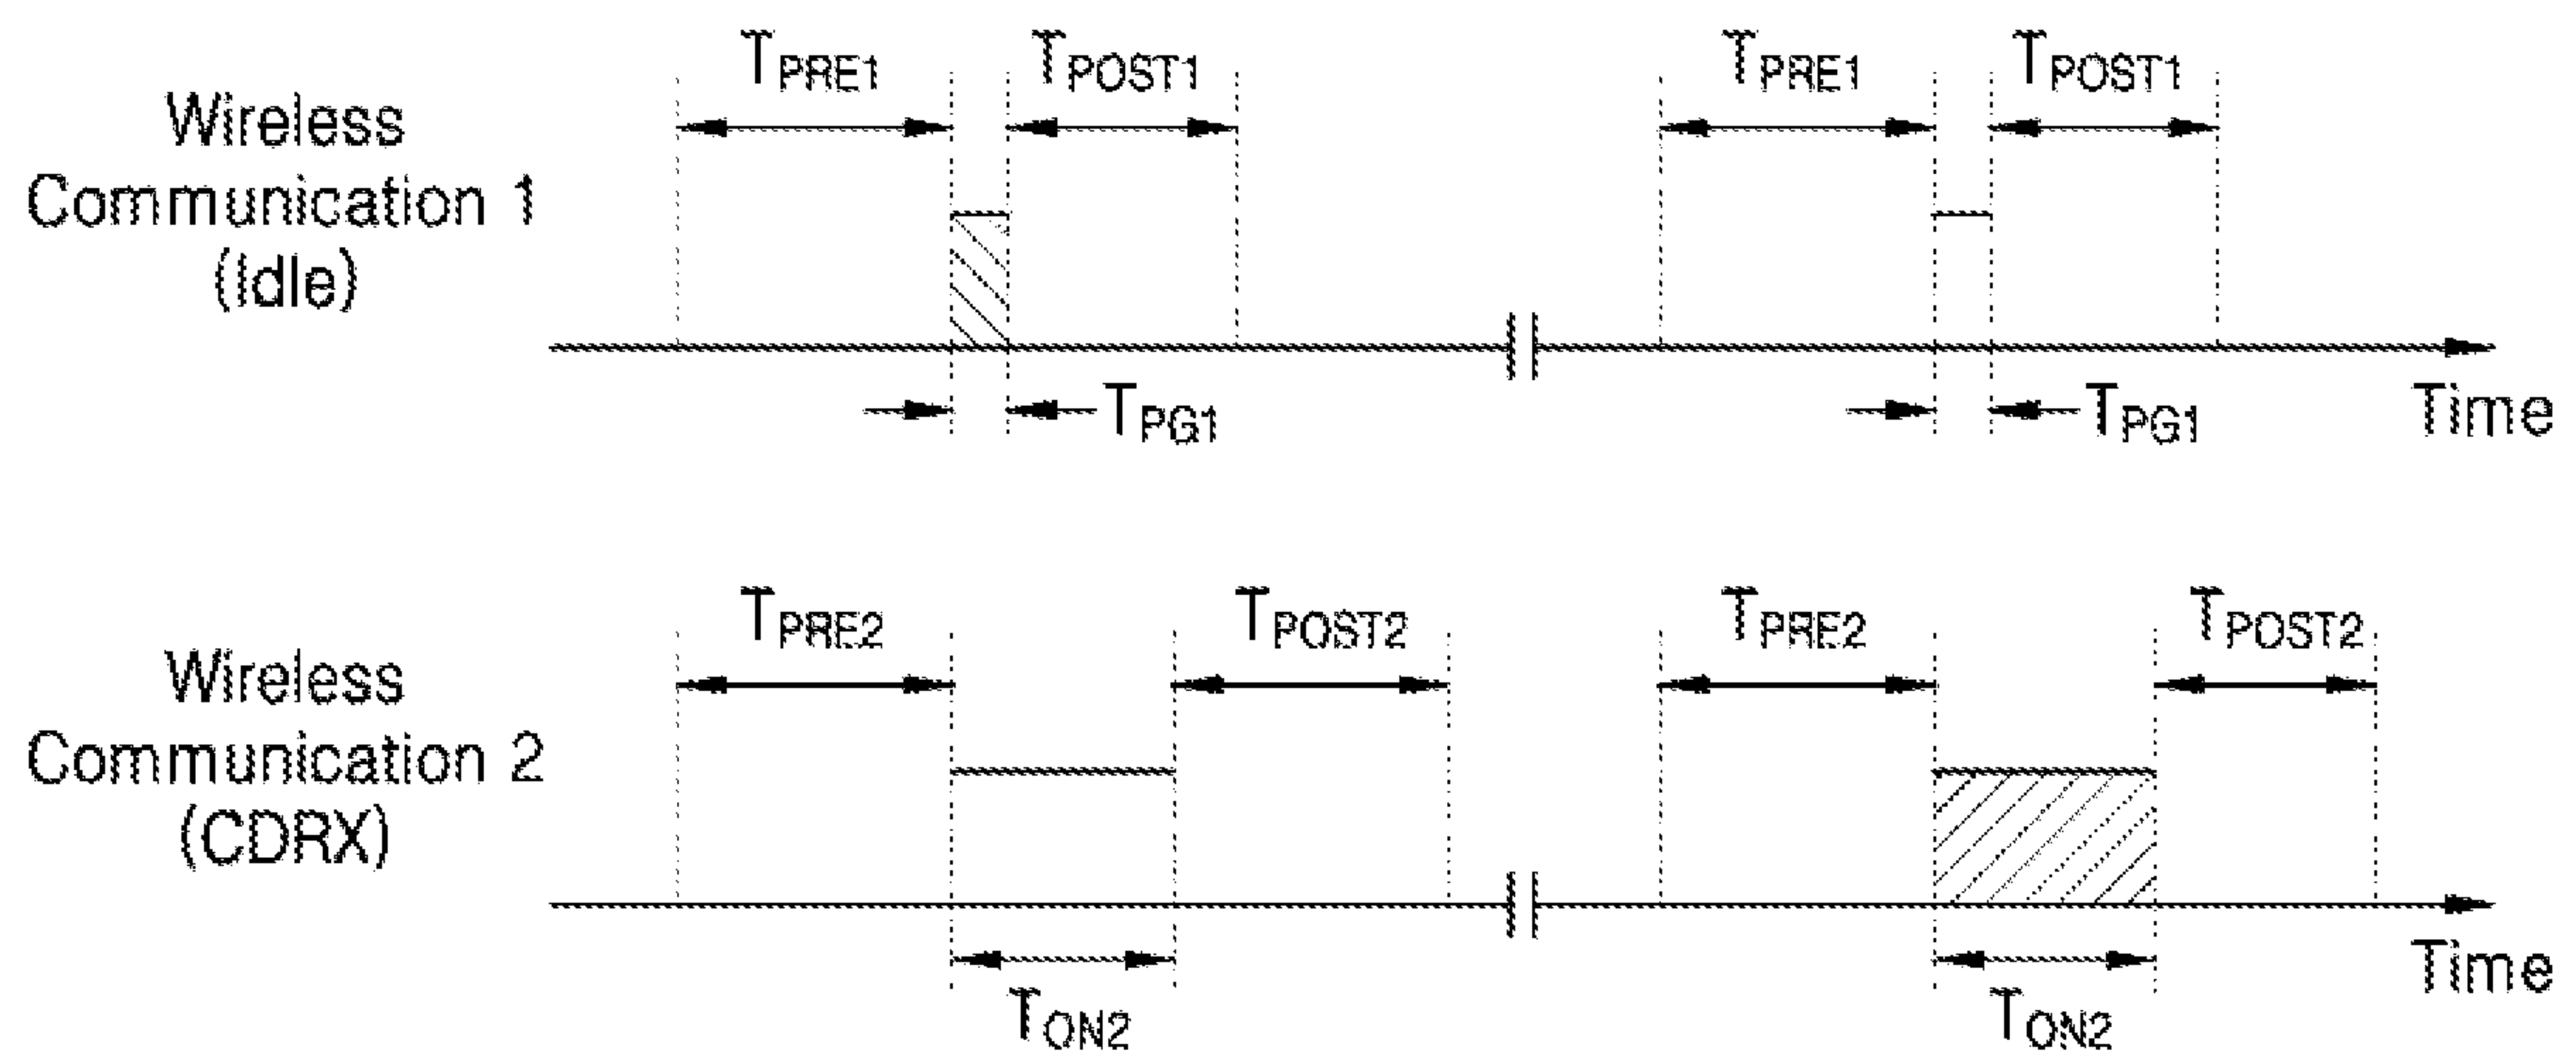 TPRE1 TPOST1 TPRE1 TPOST1
Wireless
Communication 1
(Idle)
TPG1 TPG1 Time
TPRE2 TPOST2 TPRE2 TPOST2
Wireless
Communication 2
(CDRX)
Time
TON2 TON2